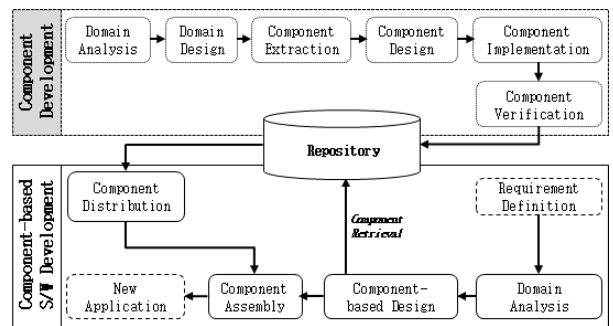 Component
Development
Domain
Analysis
Domain
Design
Component
Extraction
Component
Design
Component
Implementation
Component
Verification
Repository
Component-based
S/W Development
Component
Distribution
Component
Retrieval
Requirement
Definition
New
Application
Component
Assembly
Component-
based Design
Domain
Analysis